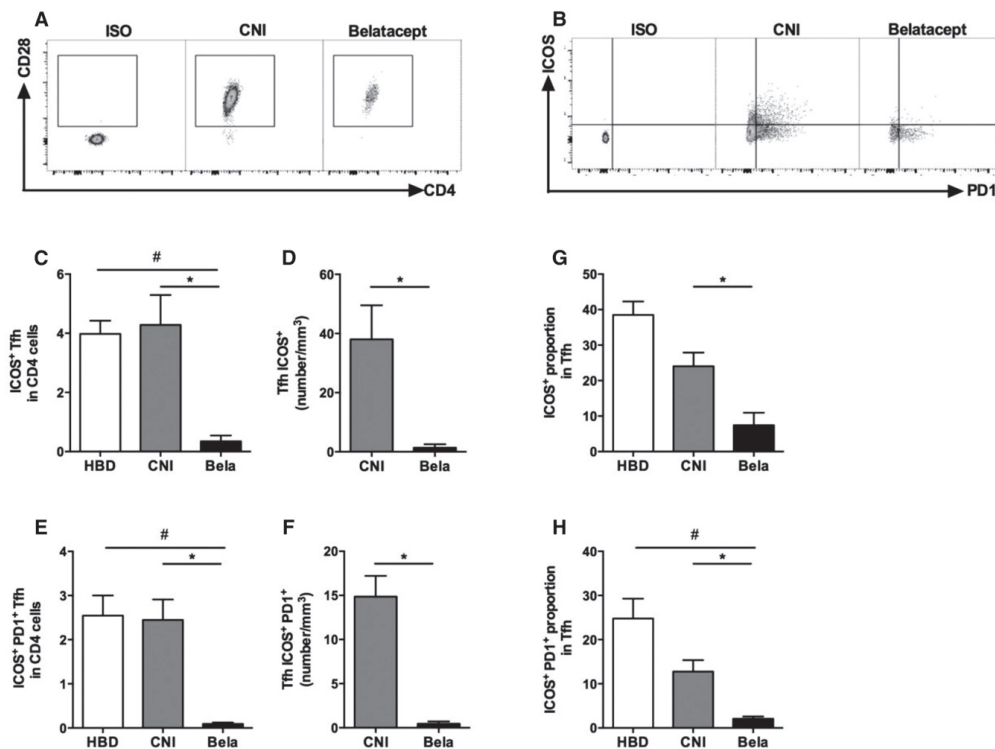 A
ISO CNI Belatacept
CD28
CD4
B
ISO CNI Belatacept
ICOS
PD1
C
ICOS⁺ Tfh
in CD4 cells
6
4
2
0
#
*
HBD CNI Bela
D
Tfh ICOS⁺
(number/mm³)
60
40
20
0
*
CNI Bela
G
ICOS⁺ proportion
in Tfh
50
40
30
20
10
0
*
HBD CNI Bela
E
ICOS⁺ PD1⁺ Tfh
in CD4 cells
4
3
2
1
0
#
*
HBD CNI Bela
F
Tfh ICOS⁺ PD1⁺
(number/mm³)
20
15
10
5
0
*
CNI Bela
H
ICOS⁺ PD1⁺ proportion
in Tfh
40
30
20
10
0
#
*
HBD CNI Bela